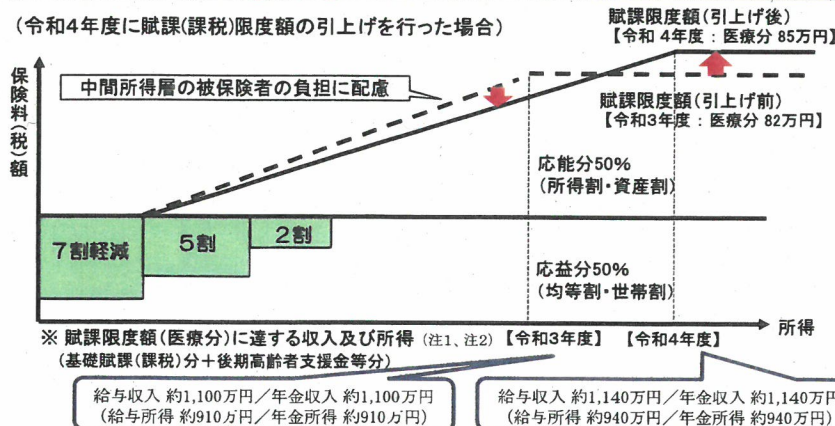 (令和4年度に賦課(課税)限度額の引上げを行った場合)
賦課限度額(引上げ後)
【令和 4年度 : 医療分 85万円】
保険料(税)額
中間所得層の被保険者の負担に配慮
賦課限度額(引上げ前)
【令和3年度 : 医療分 82万円】
応能分50%
(所得割・資産割)
7割軽減
5割
2割
応益分50%
(均等割・世帯割)
所得
※ 賦課限度額(医療分)に達する収入及び所得 (注1、注2)
(基礎賦課(課税)分+後期高齢者支援金等分)
【令和3年度】
【令和4年度】
給与収入 約1,100万円/年金収入 約1,100万円
(給与所得 約910万円/年金所得 約910万円)
給与収入 約1,140万円/年金収入 約1,140万円
(給与所得 約940万円/年金所得 約940万円)